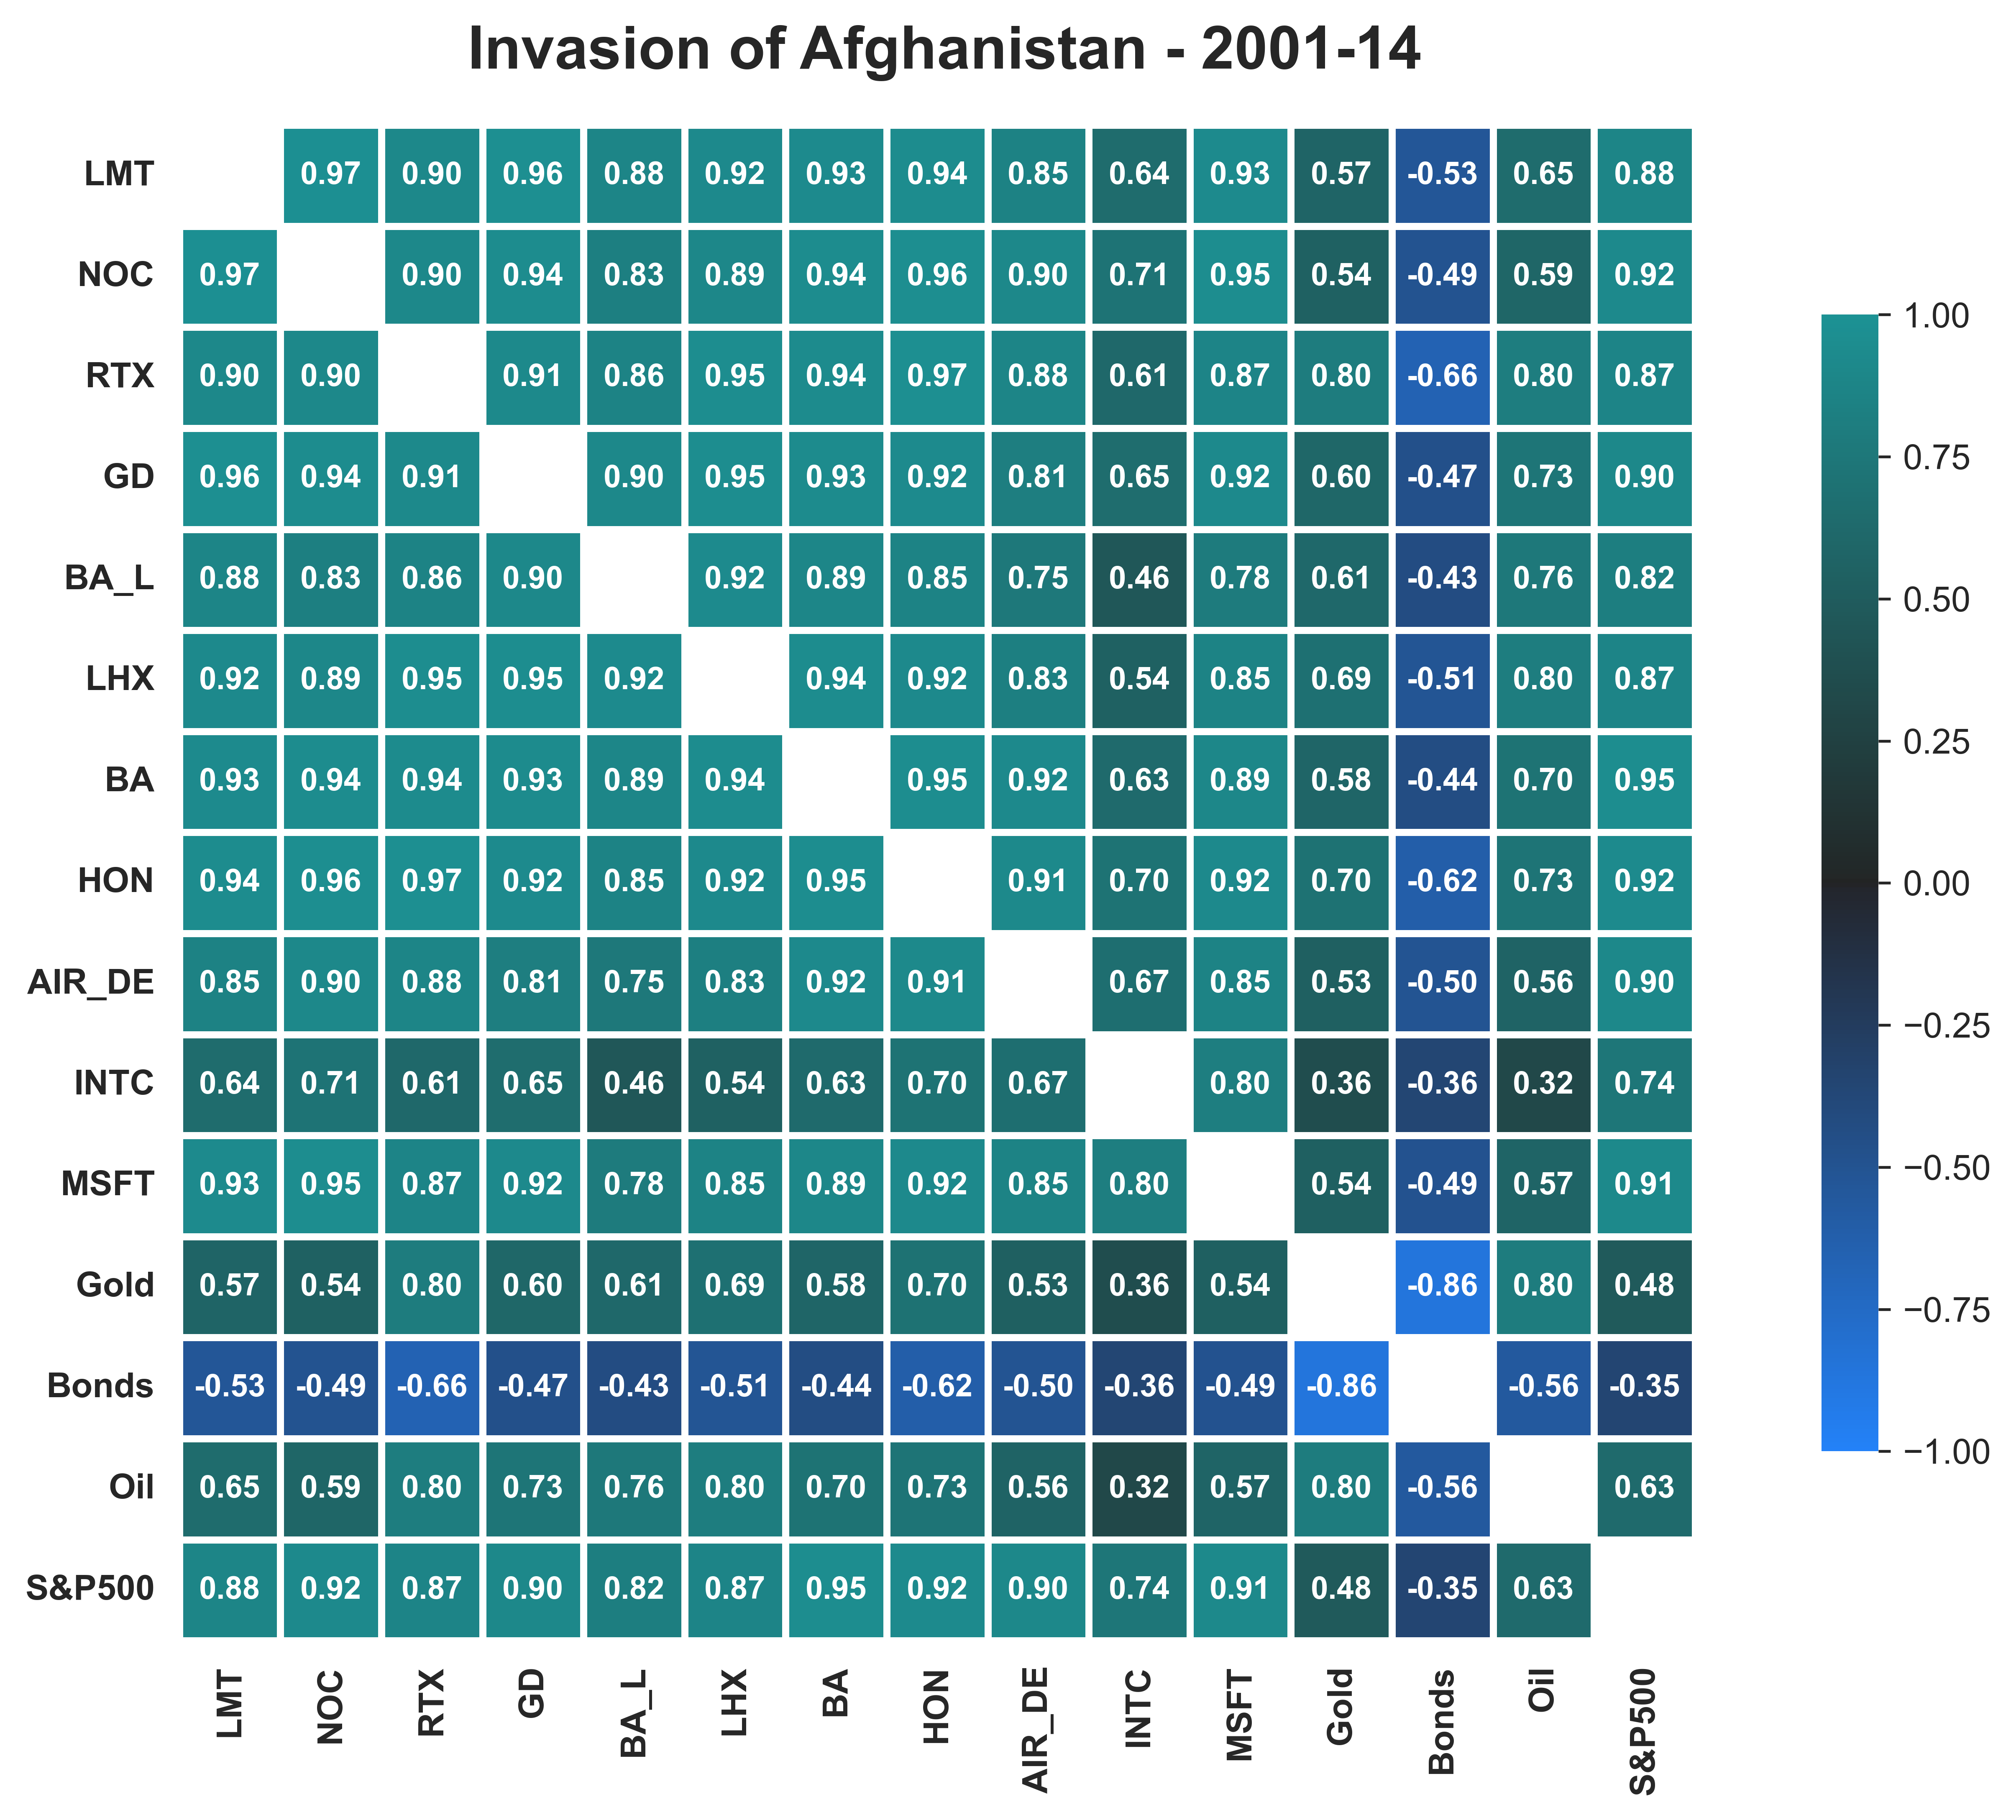 Invasion of Afghanistan - 2001-14
LMT 0.97 0.90 0.96 0.88 0.92 0.93 0.94 0.85 0.64 0.93 0.57 -0.53 0.65 0.88
NOC 0.97 0.90 0.94 0.83 0.89 0.94 0.96 0.90 0.71 0.95 0.54 -0.49 0.59 0.92
RTX 0.90 0.90 0.91 0.86 0.95 0.94 0.97 0.88 0.61 0.87 0.80 -0.66 0.80 0.87
GD 0.96 0.94 0.91 0.90 0.95 0.93 0.92 0.81 0.65 0.92 0.60 -0.47 0.73 0.90
BA_L 0.88 0.83 0.86 0.90 0.92 0.89 0.85 0.75 0.46 0.78 0.61 -0.43 0.76 0.82
LHX 0.92 0.89 0.95 0.95 0.92 0.94 0.92 0.83 0.54 0.85 0.69 -0.51 0.80 0.87
BA 0.93 0.94 0.94 0.93 0.89 0.94 0.95 0.92 0.63 0.89 0.58 -0.44 0.70 0.95
HON 0.94 0.96 0.97 0.92 0.85 0.92 0.95 0.91 0.70 0.92 0.70 -0.62 0.73 0.92
AIR_DE 0.85 0.90 0.88 0.81 0.75 0.83 0.92 0.91 0.67 0.85 0.53 -0.50 0.56 0.90
INTC 0.64 0.71 0.61 0.65 0.46 0.54 0.63 0.70 0.67 0.80 0.36 -0.36 0.32 0.74
MSFT 0.93 0.95 0.87 0.92 0.78 0.85 0.89 0.92 0.85 0.80 0.54 -0.49 0.57 0.91
Gold 0.57 0.54 0.80 0.60 0.61 0.69 0.58 0.70 0.53 0.36 0.54 -0.86 0.80 0.48
Bonds -0.53 -0.49 -0.66 -0.47 -0.43 -0.51 -0.44 -0.62 -0.50 -0.36 -0.49 -0.86 -0.56 -0.35
Oil 0.65 0.59 0.80 0.73 0.76 0.80 0.70 0.73 0.56 0.32 0.57 0.80 -0.56 0.63
S&P500 0.88 0.92 0.87 0.90 0.82 0.87 0.95 0.92 0.90 0.74 0.91 0.48 -0.35 0.63
LMT NOC RTX GD BA_L LHX BA HON AIR_DE INTC MSFT Gold Bonds Oil S&P500
1.00
0.75
0.50
0.25
0.00
−0.25
−0.50
−0.75
−1.00